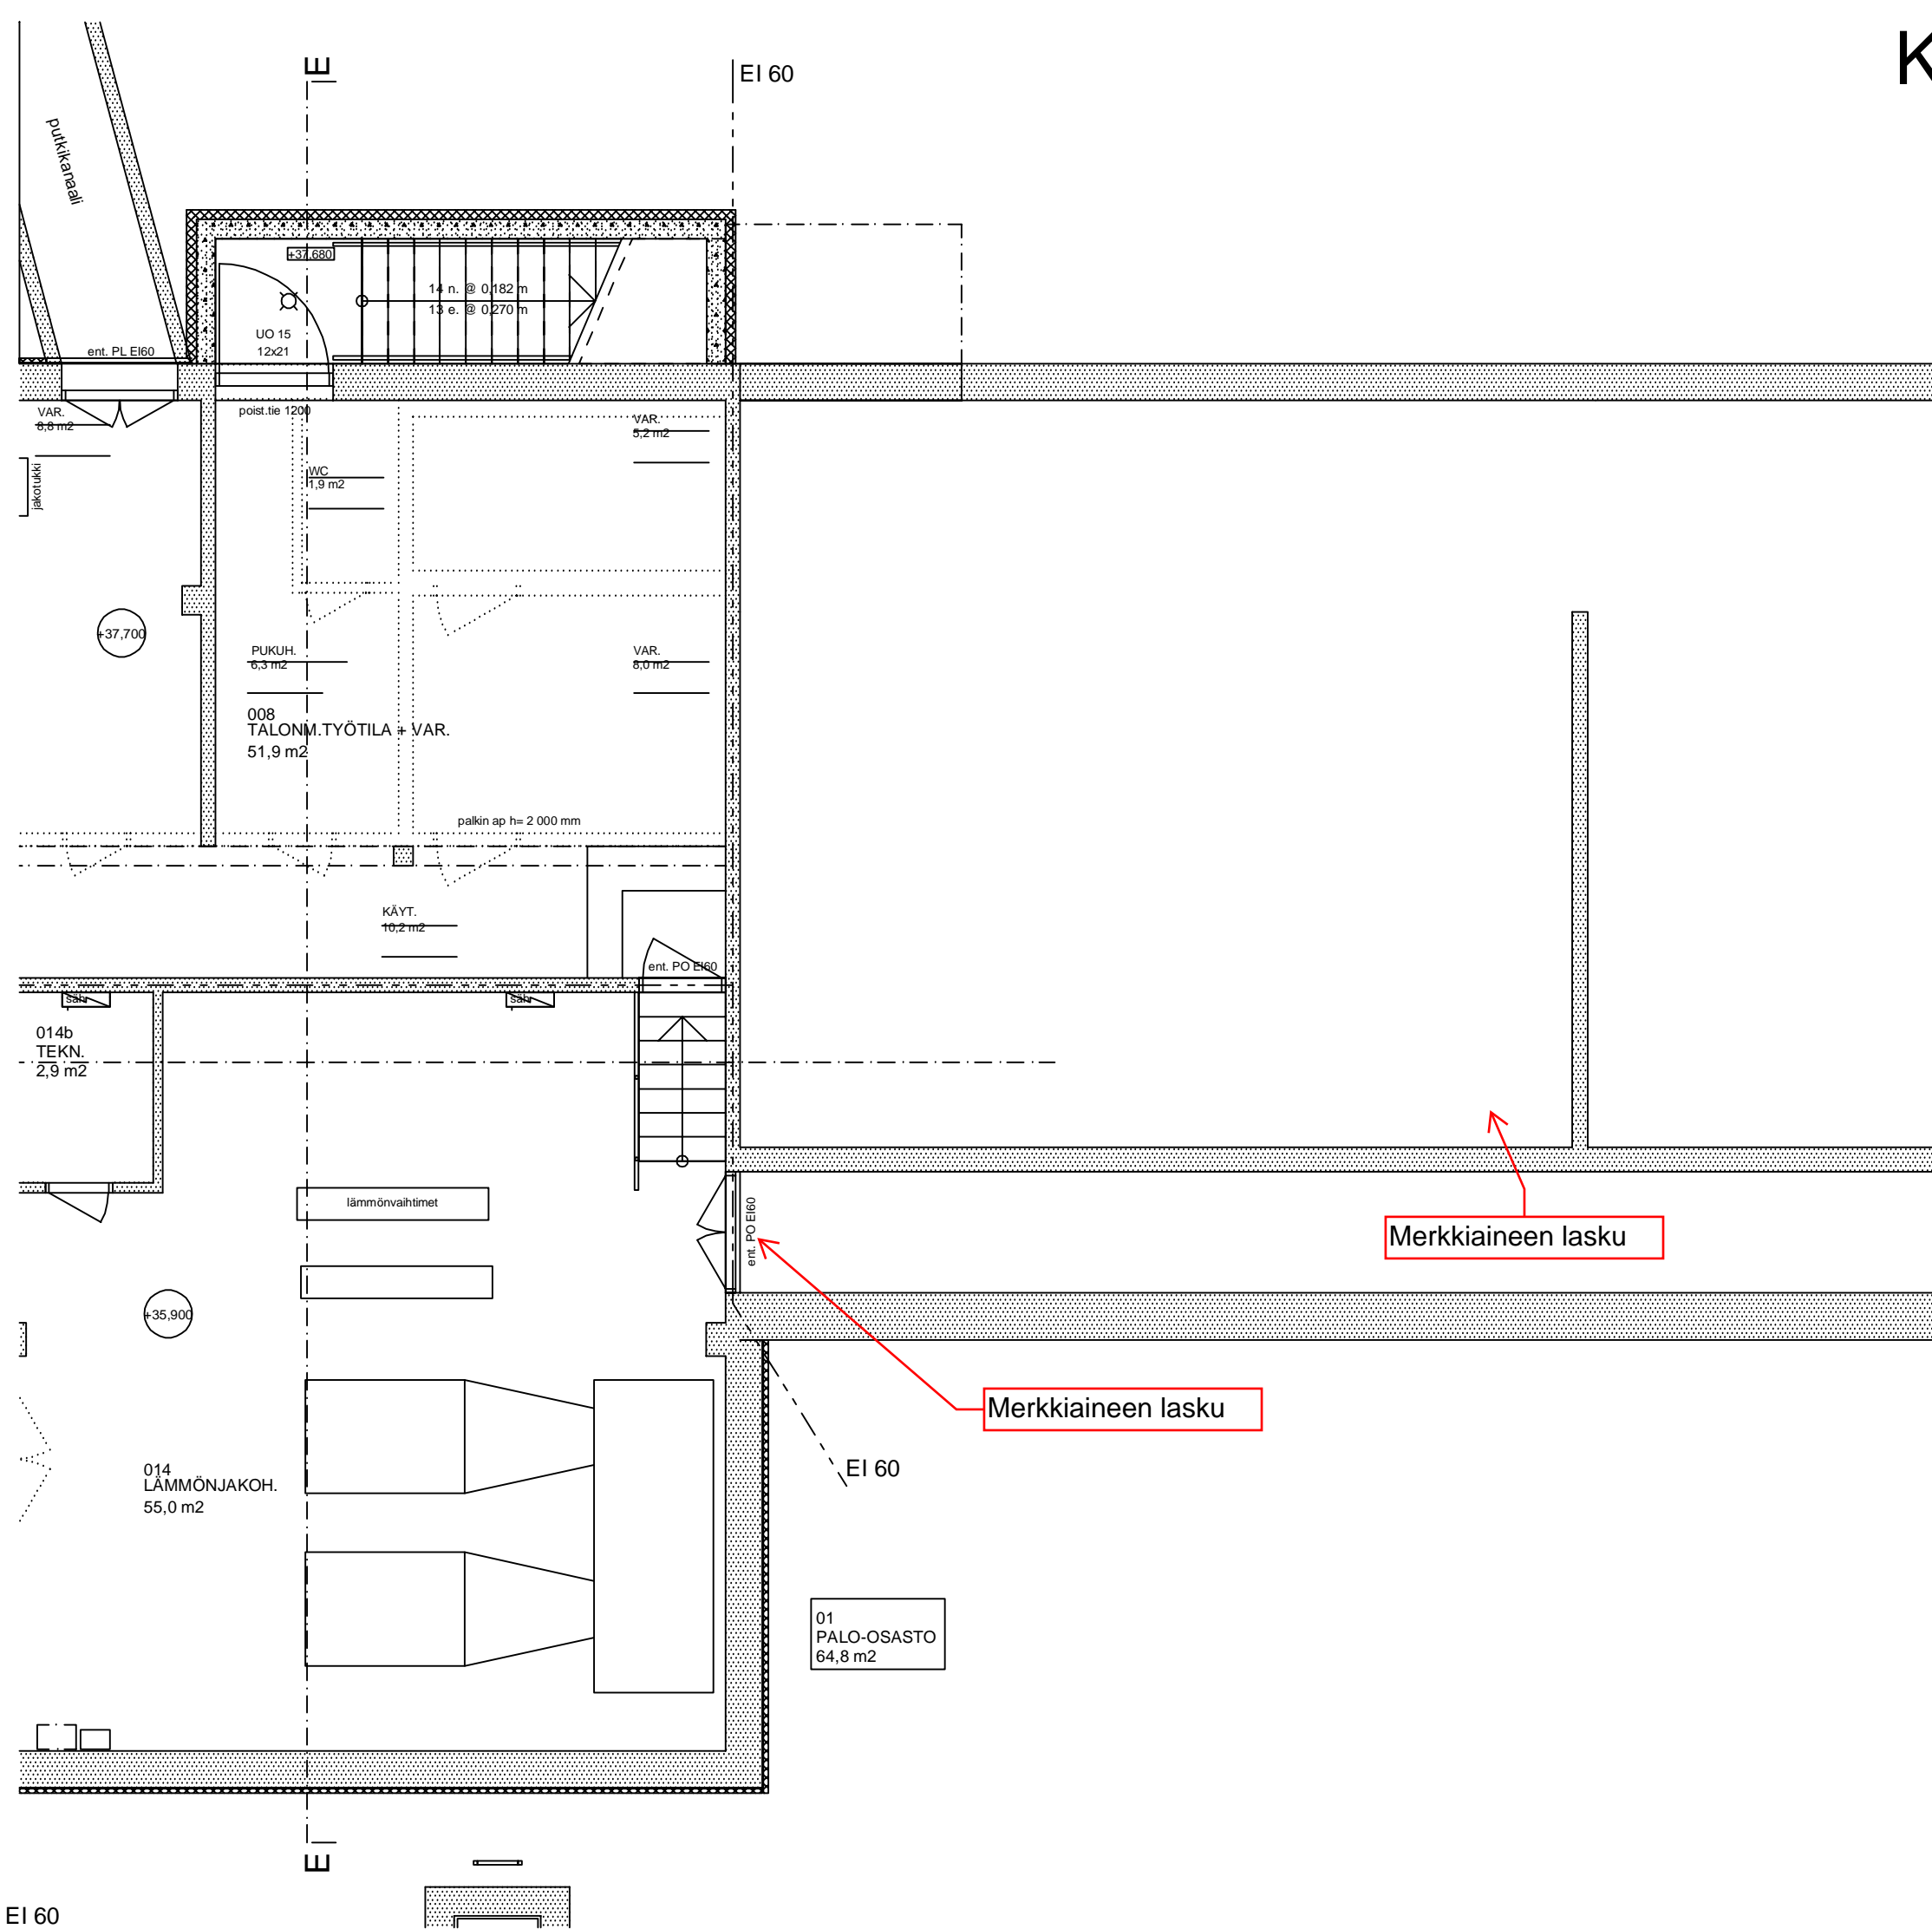 K
E
EI 60
putkikanaali
+37,680
14 n. @ 0,182 m
13 e. @ 0,270 m
UO 15
12x21
ent. PL EI60
poist.tie 1200
VAR.
8,8 m2
VAR.
5,2 m2
jakotukki
WC
1,9 m2
+37,700
PUKUH.
6,3 m2
VAR.
8,0 m2
008
TALONM.TYÖTILA + VAR.
51,9 m2
palkin ap h= 2 000 mm
KÄYT.
10,2 m2
ent. PO EI60
säh
säh
014b
TEKN.
2,9 m2
lämmönvaihtimet
ent. PO EI60
Merkkiaineen lasku
+35,900
Merkkiaineen lasku
EI 60
014
LÄMMÖNJAKOH.
55,0 m2
01
PALO-OSASTO
64,8 m2
E
EI 60